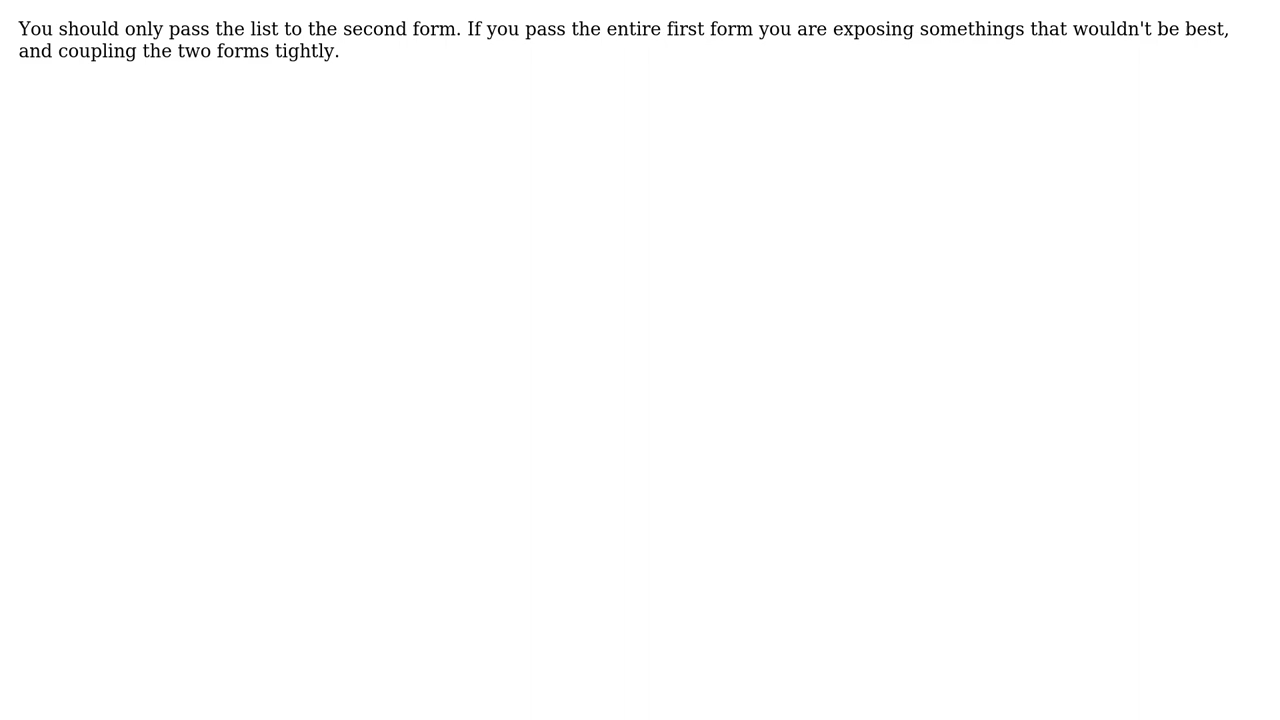 You should only pass the list to the second form. If you pass the entire first form you are exposing somethings that wouldn't be best,
and coupling the two forms tightly.